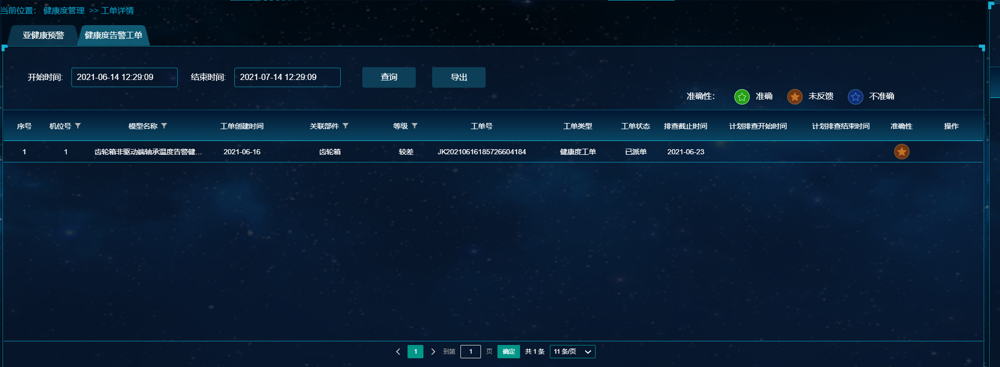 当前位置： 健康度管理 >> 工单详情
亚健康预警 健康度告警工单
开始时间: 2021-06-14 12:29:09 结束时间: 2021-07-14 12:29:09 查询 导出
准确性： 准确 未反馈 不准确
序号 机位号 模型名称 工单创建时间 关联部件 等级 工单号 工单类型 工单状态 排查截止时间 计划排查开始时间 计划排查结束时间 准确性 操作
1 1 齿轮箱非驱动端轴承温度告警健... 2021-06-16 齿轮箱 较差 JK20210616185726604184 健康度工单 已派单 2021-06-23
1 到第 1 页 确定 共 1 条 11 条/页